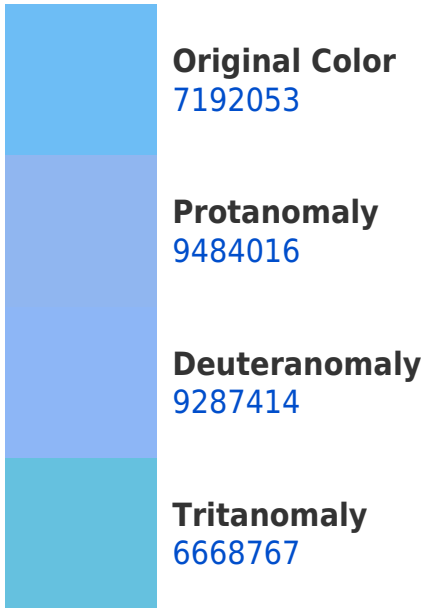 Original Color
7192053
Protanomaly
9484016
Deuteranomaly
9287414
Tritanomaly
6668767